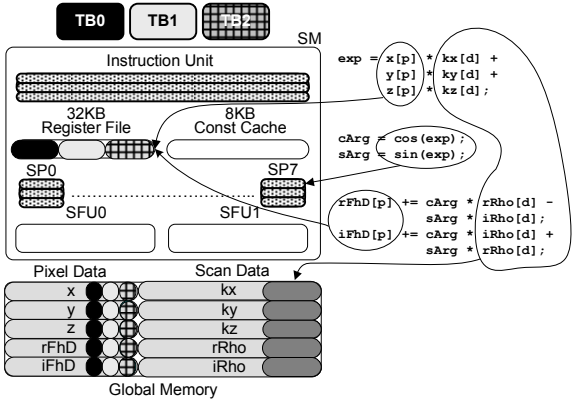 TB0 TB1 TB2
SM
Instruction Unit
32KB Register File
8KB Const Cache
SP0 SP7
SFU0 SFU1
exp = x[p] * kx[d] +
y[p] * ky[d] +
z[p] * kz[d];
cArg = cos(exp);
sArg = sin(exp);
rFhD[p] += cArg * rRho[d] -
sArg * iRho[d];
iFhD[p] += cArg * iRho[d] +
sArg * rRho[d];
Pixel Data Scan Data
x kx
y ky
z kz
rFhD rRho
iFhD iRho
Global Memory